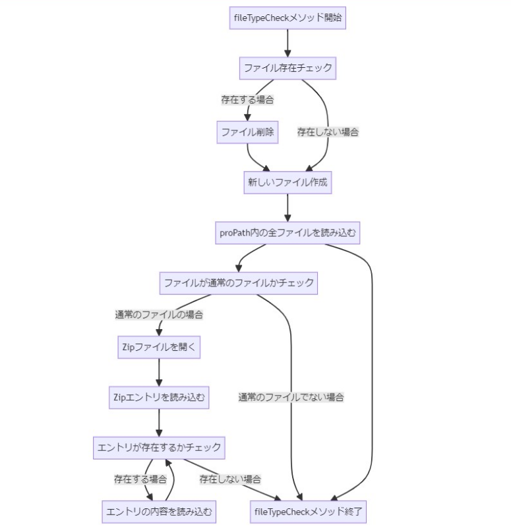 fileTypeCheckメソッド開始
ファイル存在チェック
存在する場合
ファイル削除
存在しない場合
新しいファイル作成
proPath内の全ファイルを読み込む
ファイルが通常のファイルかチェック
通常のファイルの場合
Zipファイルを開く
Zipエントリを読み込む
通常のファイルでない場合
エントリが存在するかチェック
存在する場合
存在しない場合
エントリの内容を読み込む
fileTypeCheckメソッド終了